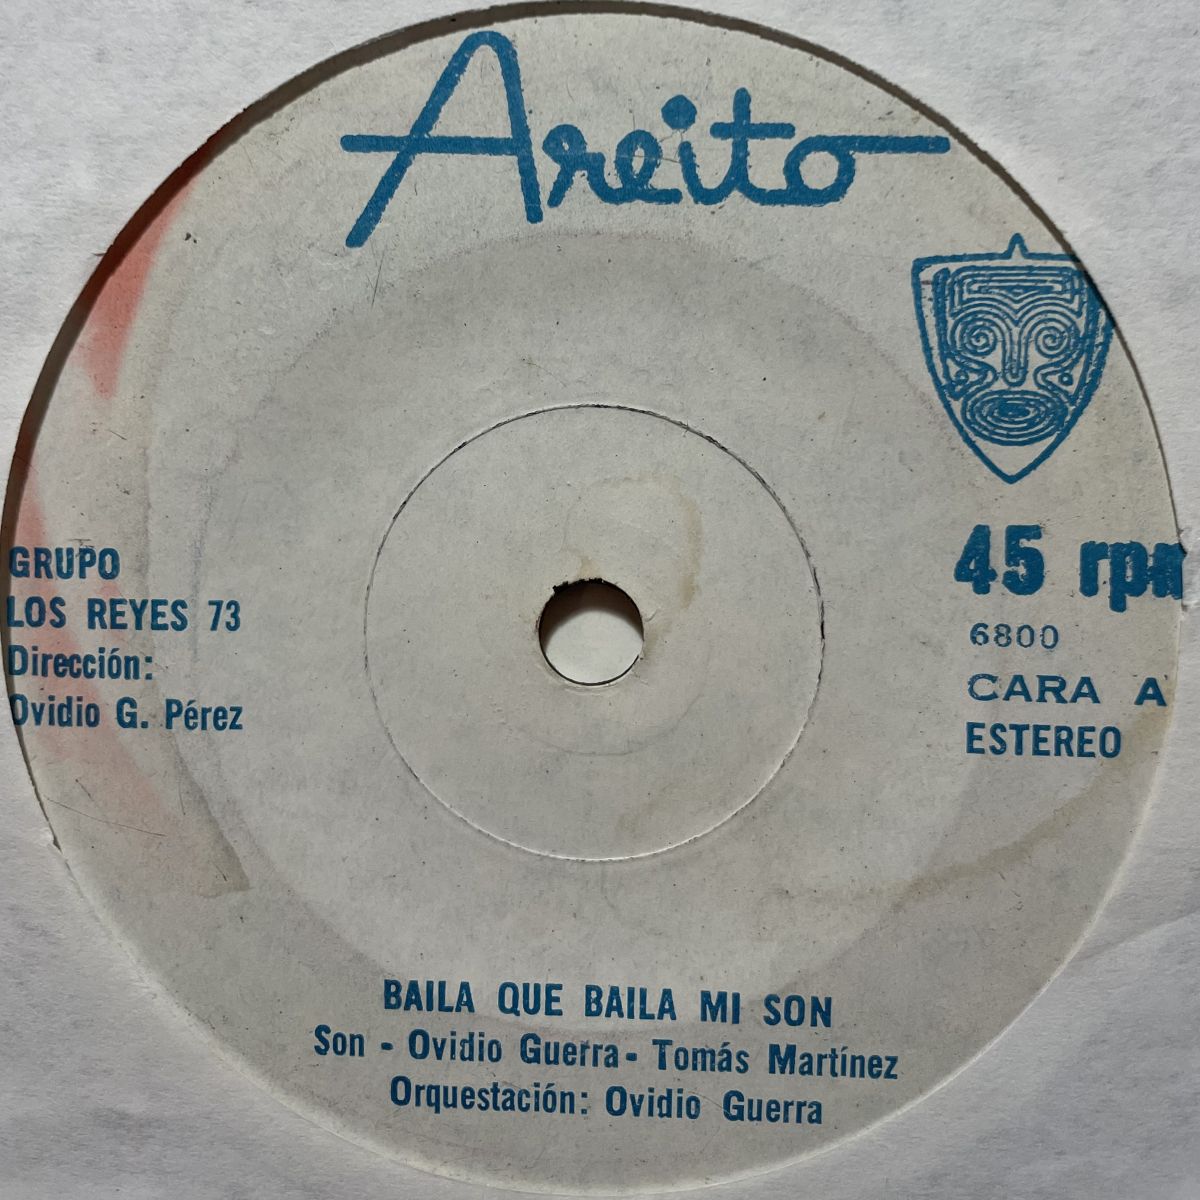 Areito
45 rpm
6800
CARA A
ESTEREO
GRUPO
LOS REYES 73
Dirección:
Ovidio G. Pérez
BAILA QUE BAILA MI SON
Son - Ovidio Guerra - Tomás Martínez
Orquestación: Ovidio Guerra